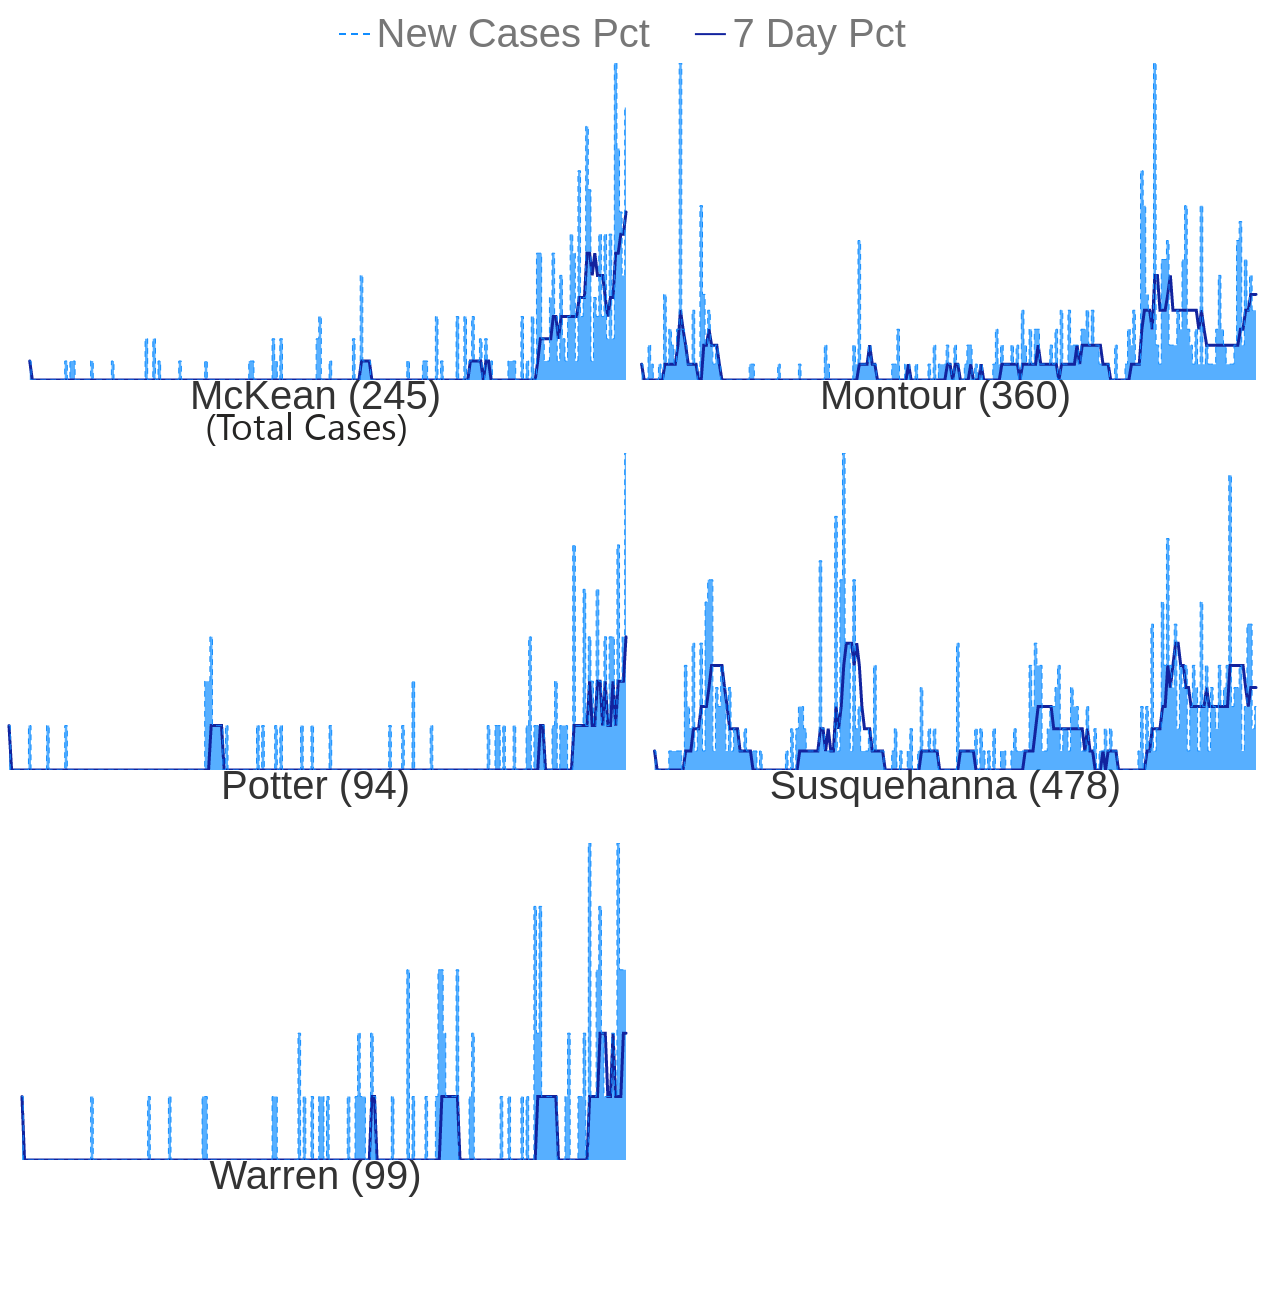 New Cases Pct 7 Day Pct
McKean (245) Montour (360)
(Total Cases)
Potter (94) Susquehanna (478)
Warren (99)